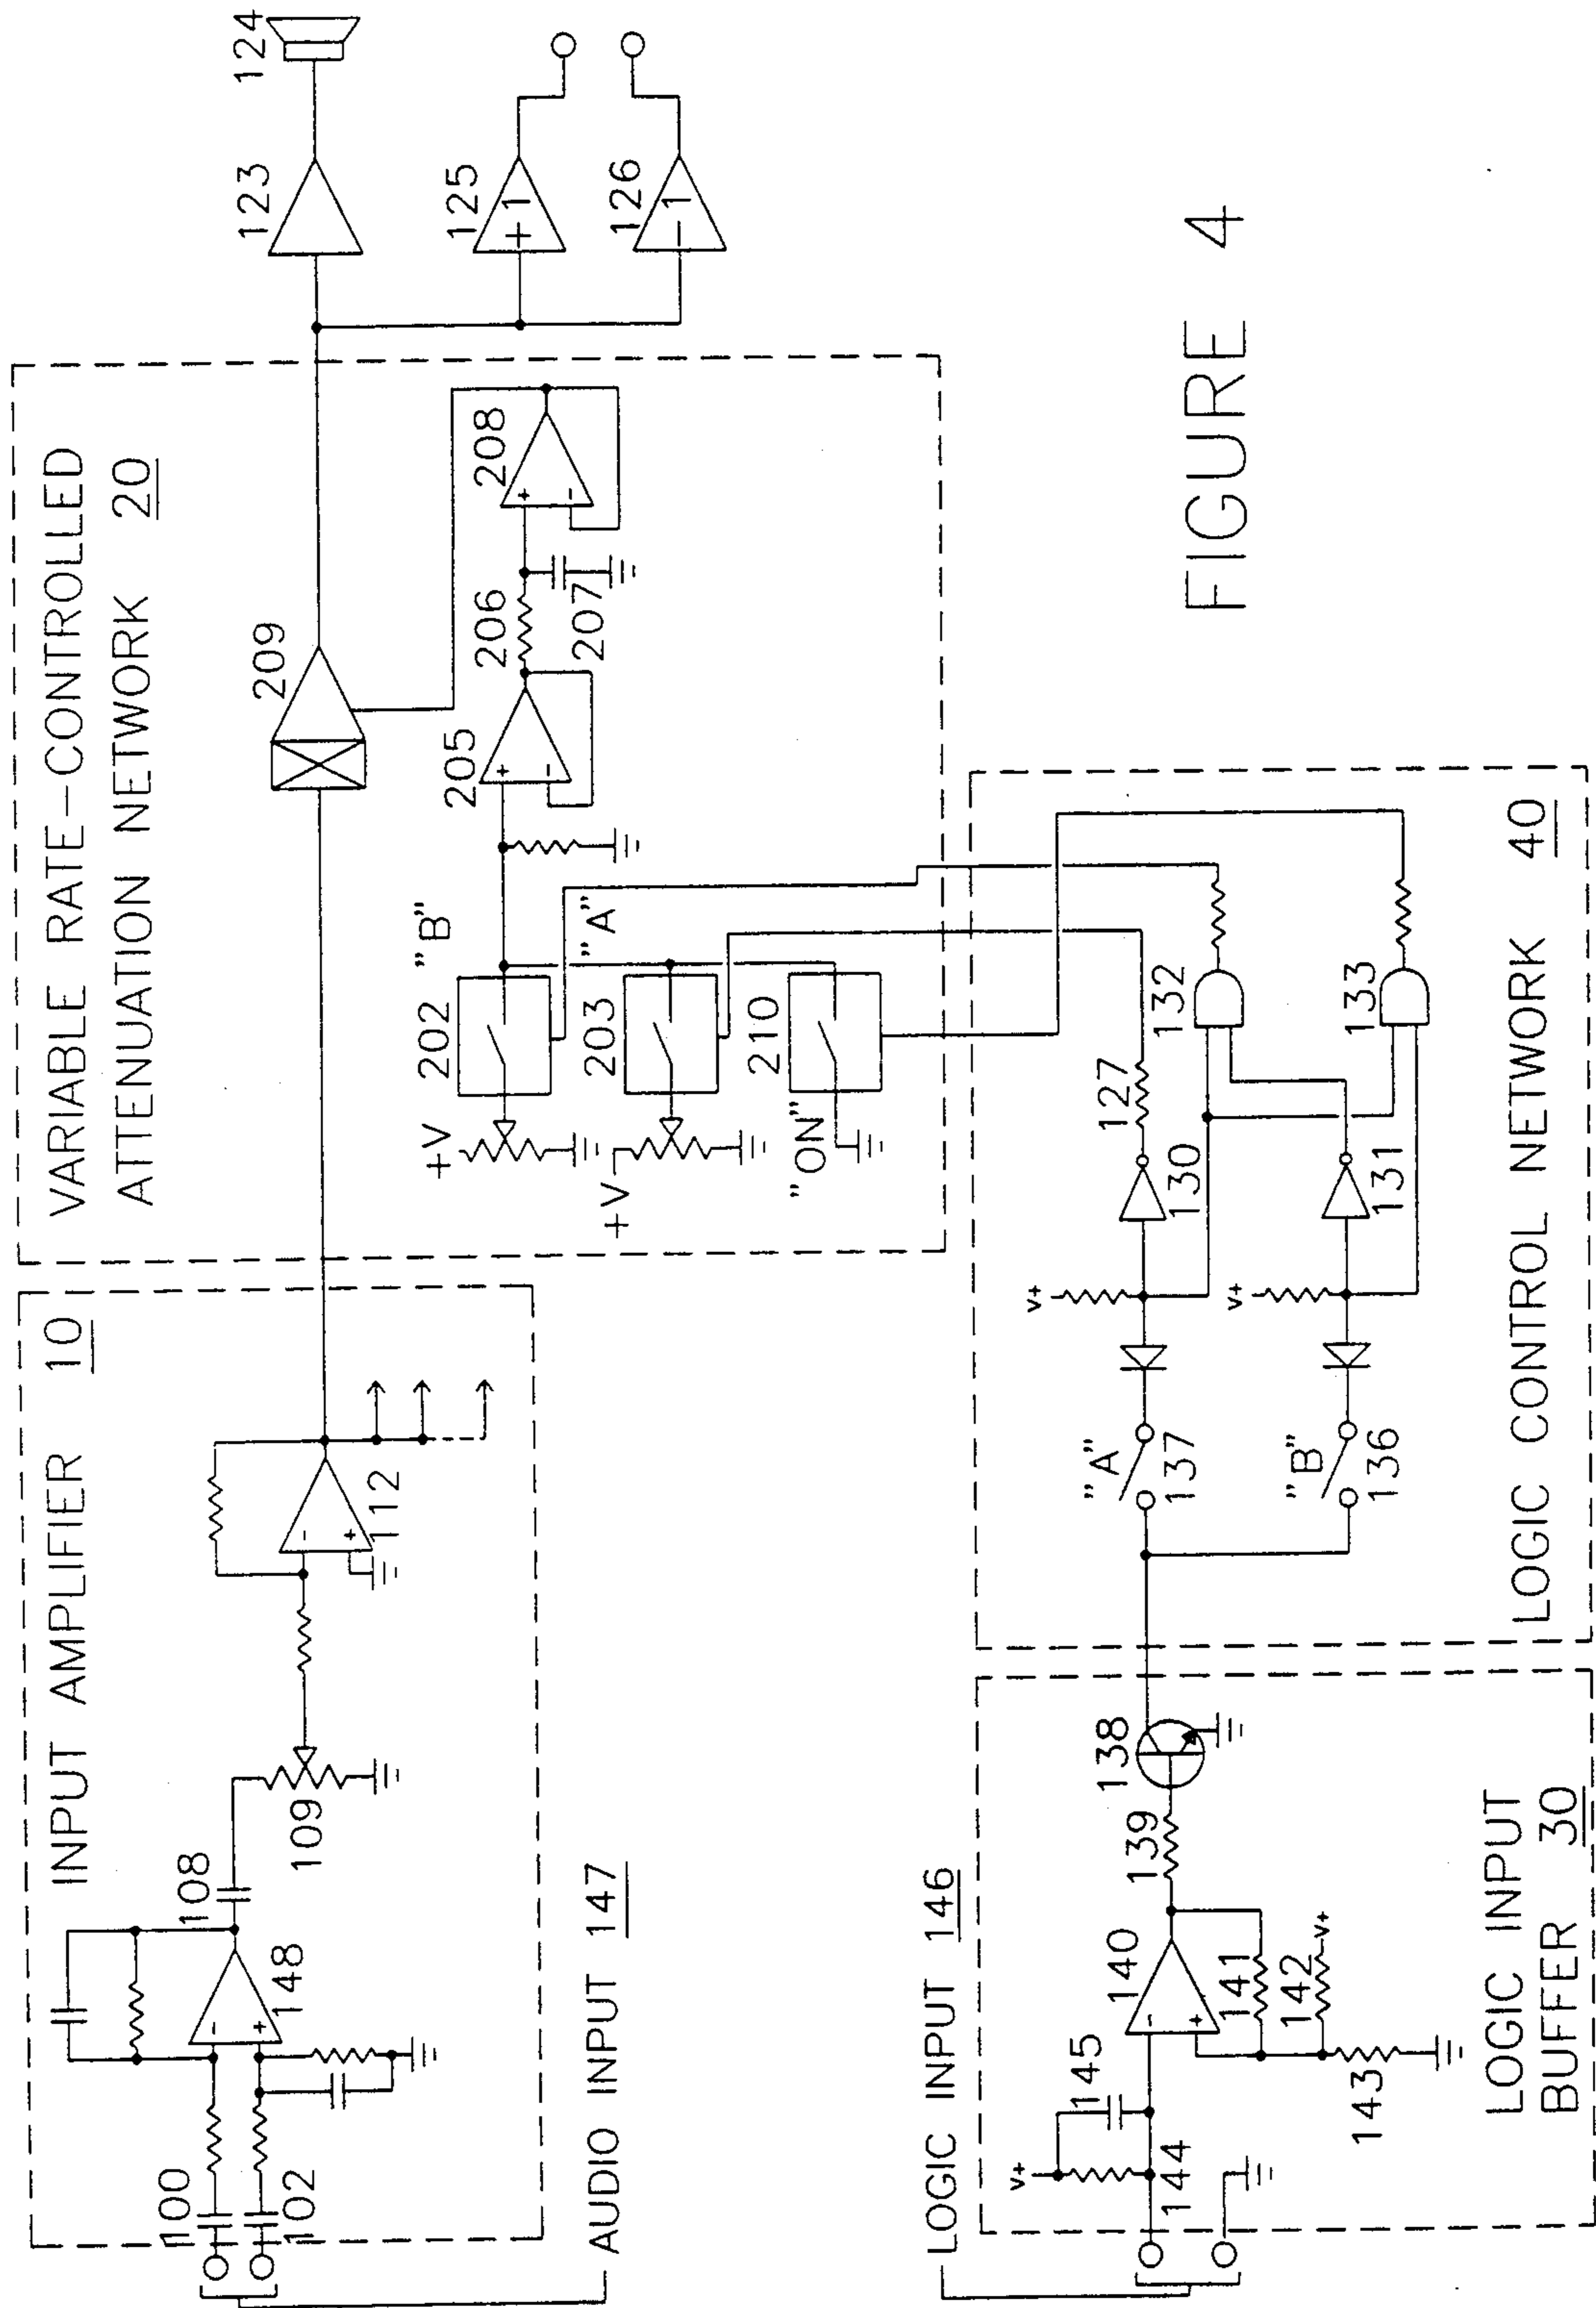 INPUT AMPLIFIER 10
100
102
148
108
109
112
AUDIO INPUT 147
VARIABLE RATE-CONTROLLED
ATTENUATION NETWORK 20
209
+V
202
"B"
+V
203
"A"
"ON"
210
205
206
207
208
123
124
+1
125
-1
126
LOGIC INPUT 146
V+
144
145
140
141
142
V+
143
139
138
LOGIC INPUT
BUFFER 30
"A"
137
"B"
136
V+
V+
130
127
131
132
133
LOGIC CONTROL NETWORK 40
FIGURE 4